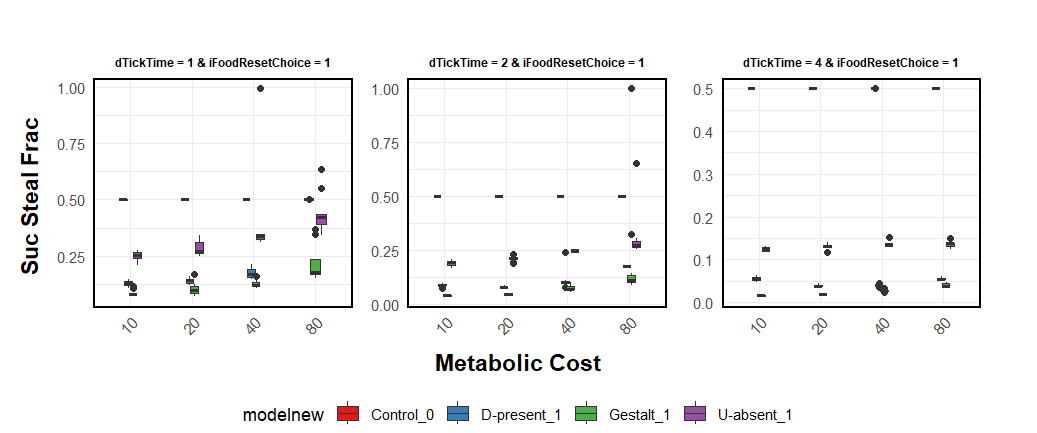 dTickTime = 1 & iFoodResetChoice = 1
dTickTime = 2 & iFoodResetChoice = 1
dTickTime = 4 & iFoodResetChoice = 1
Suc Steal Frac
1.00
0.75
0.50
0.25
10 20 40 80
1.00
0.75
0.50
0.25
0.00
10 20 40 80
0.5
0.4
0.3
0.2
0.1
0.0
10 20 40 80
Metabolic Cost
modelnew Control_0 D-present_1 Gestalt_1 U-absent_1